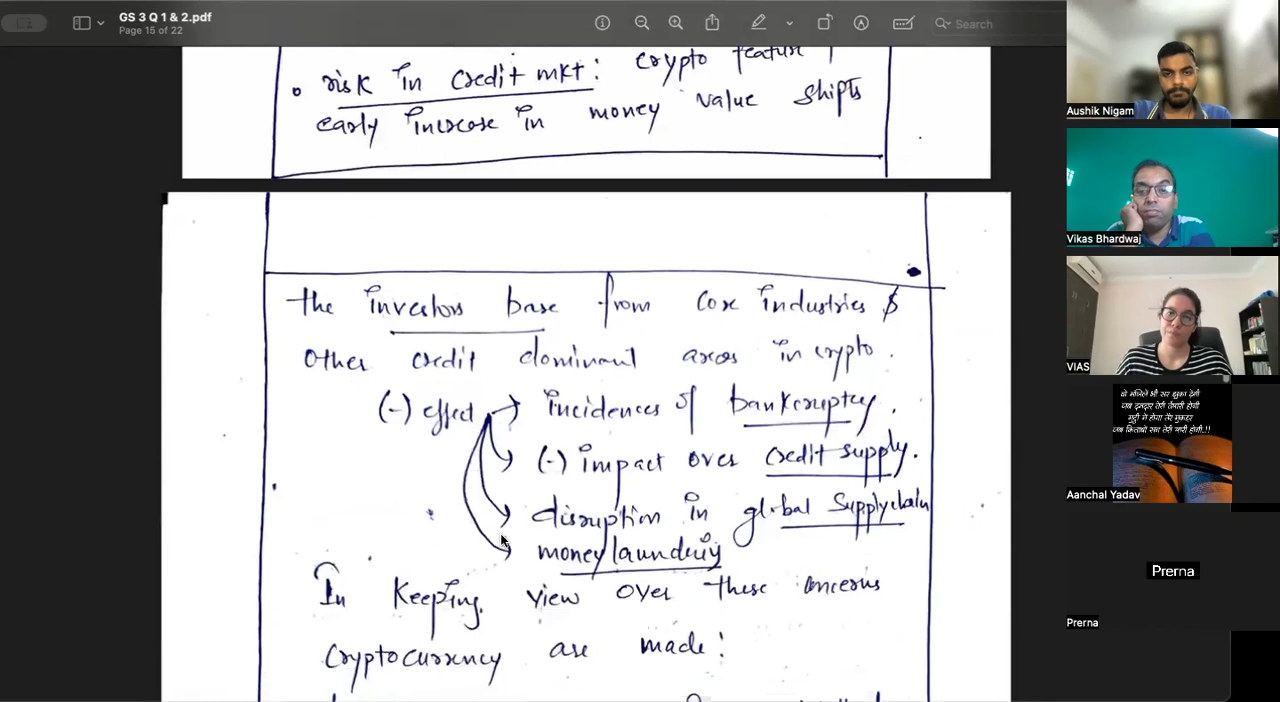 GS 3 Q 1 & 2.pdf
Page 15 of 22
Search
risk in credit mkt: crypto feature
early increase in money value shifts
the investors base from core industries &
other credit dominant areas in crypto.
(-) effect → incidences of bankruptcy.
(-) impact over credit supply.
disruption in global supplychain
money laundering
In keeping view over these concerns
cryptocurrency are made:
Aushik Nigam
Vikas Bhardwaj
VIAS
Aanchal Yadav
Prerna
Prerna